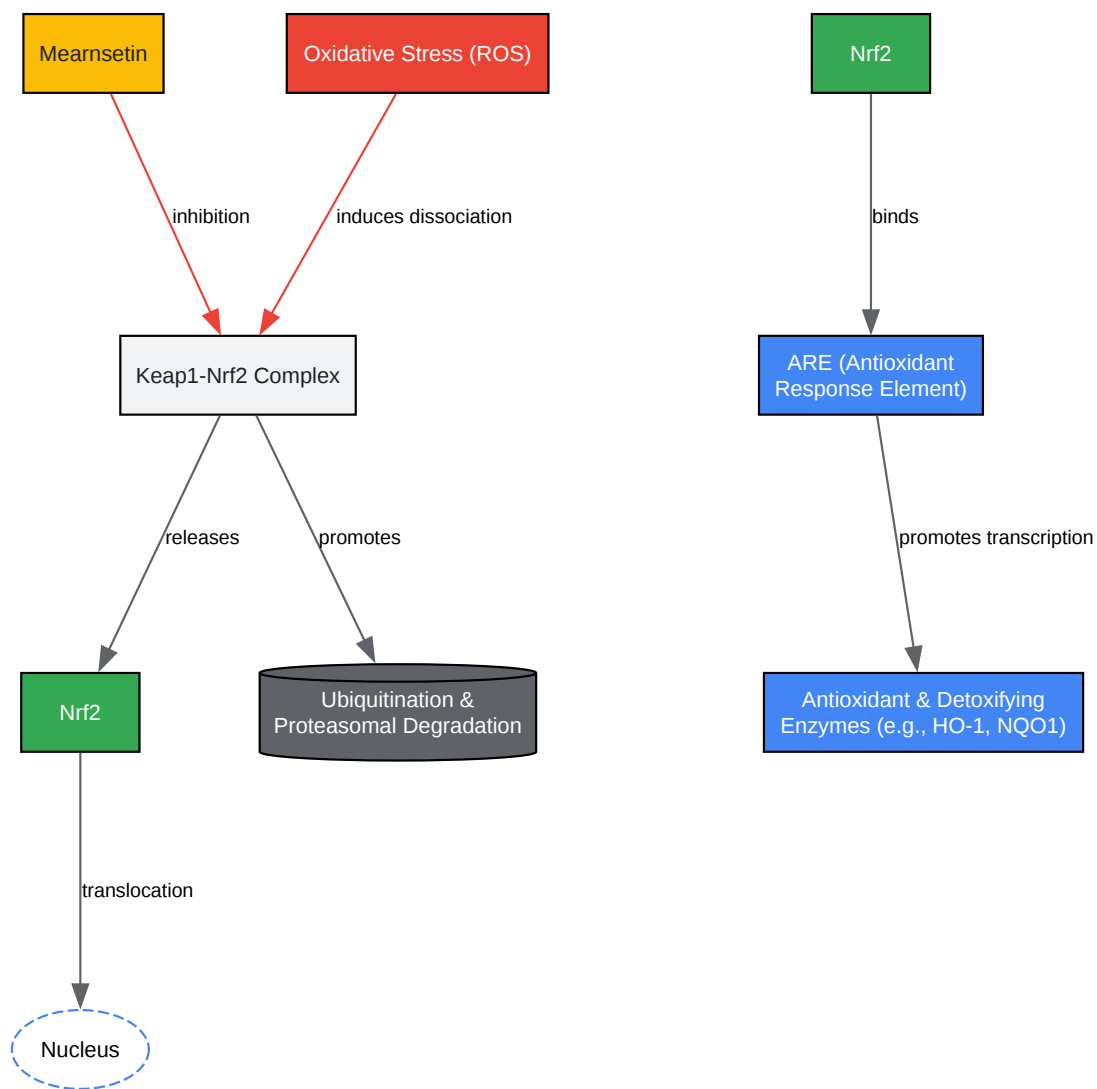 Mearnsetin
Oxidative Stress (ROS)
Nrf2
inhibition
induces dissociation
binds
Keap1-Nrf2 Complex
ARE (Antioxidant
Response Element)
releases
promotes
promotes transcription
Nrf2
Ubiquitination &
Proteasomal Degradation
Antioxidant & Detoxifying
Enzymes (e.g., HO-1, NQO1)
translocation
Nucleus